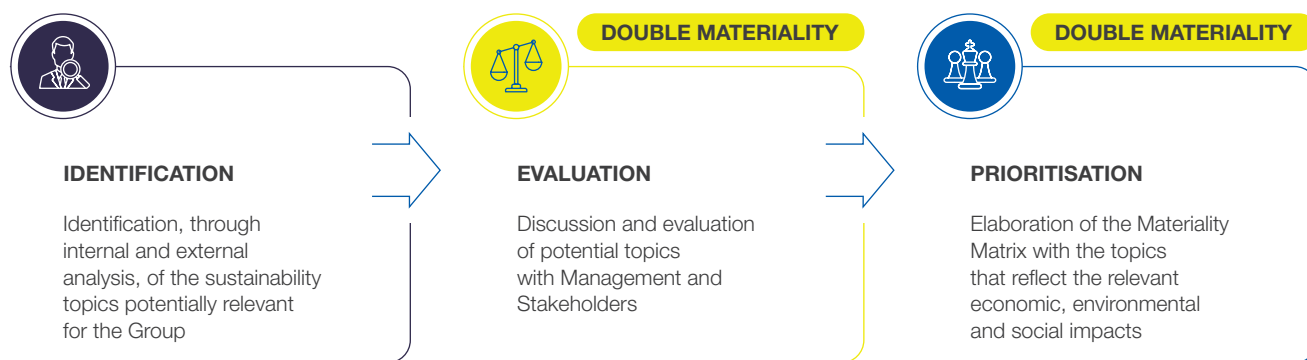 DOUBLE MATERIALITY
DOUBLE MATERIALITY
IDENTIFICATION
Identification, through
internal and external
analysis, of the sustainability
topics potentially relevant
for the Group
EVALUATION
Discussion and evaluation
of potential topics
with Management and
Stakeholders
PRIORITISATION
Elaboration of the Materiality
Matrix with the topics
that reflect the relevant
economic, environmental
and social impacts